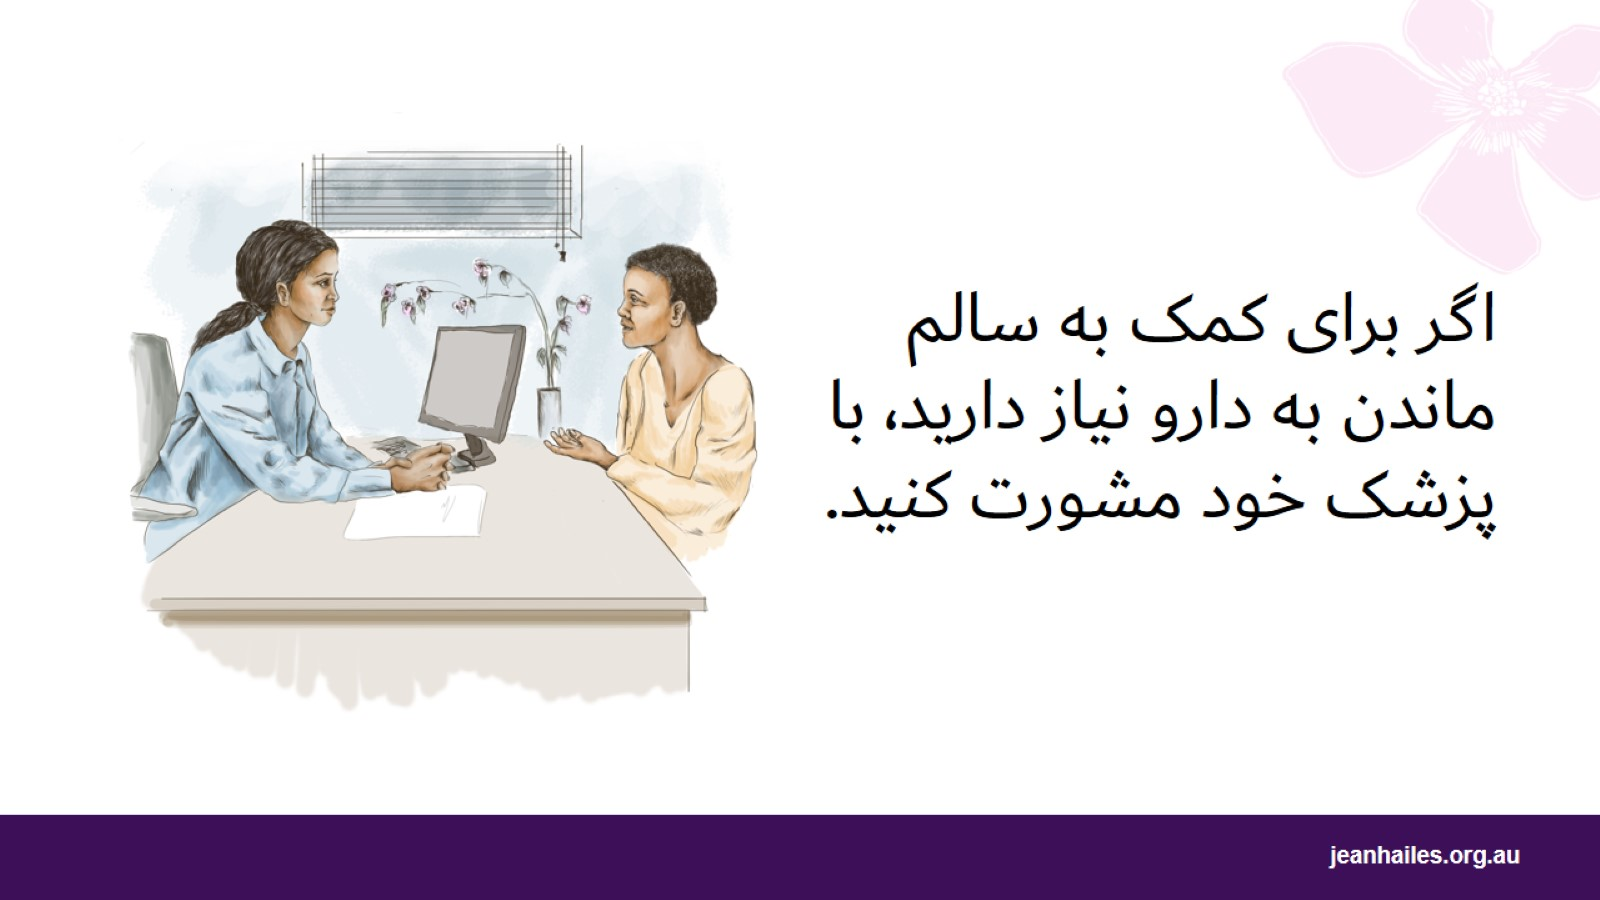 اگر برای کمک به سالم
ماندن به دارو نیاز دارید، با
پزشک خود مشورت کنید.
jeanhailes.org.au